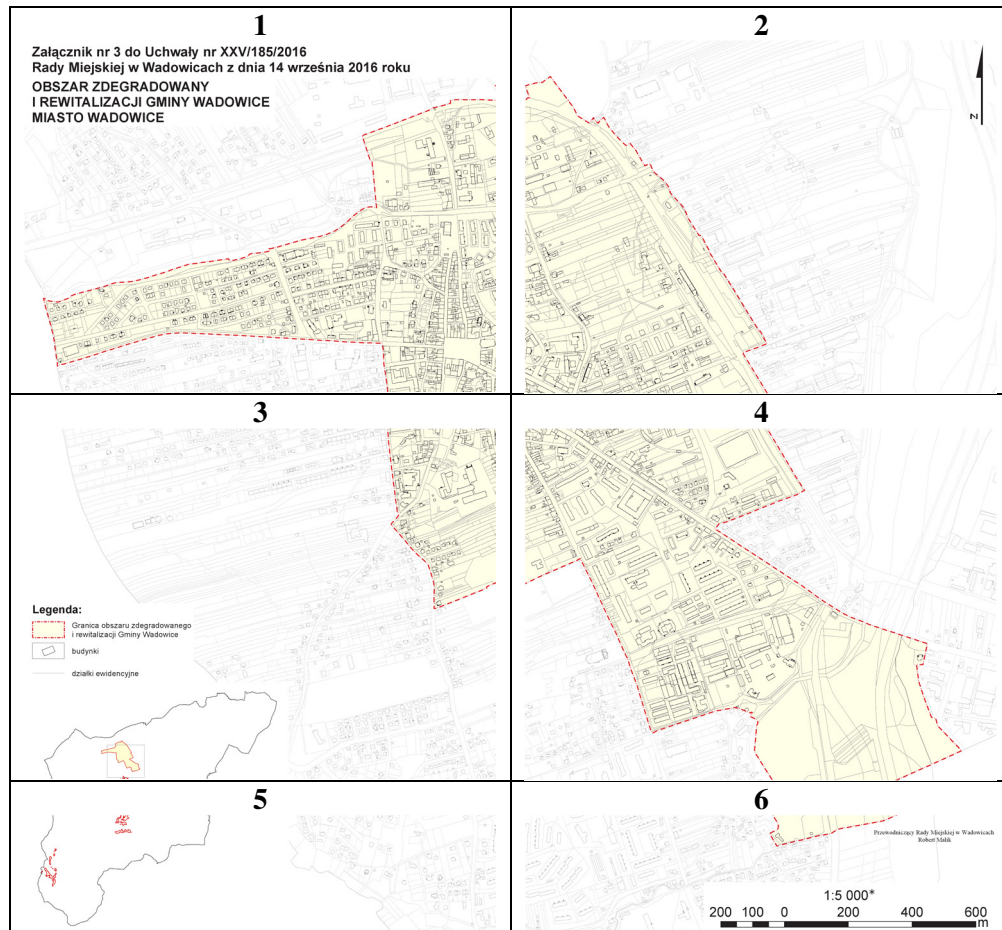 1
Załącznik nr 3 do Uchwały nr XXV/185/2016
Rady Miejskiej w Wadowicach z dnia 14 września 2016 roku
OBSZAR ZDEGRADOWANY
I REWITALIZACJI GMINY WADOWICE
MIASTO WADOWICE
2
N
3
Legenda:
Granica obszaru zdegradowanego
i rewitalizacji Gminy Wadowice
budynki
działki ewidencyjne
4
5
6
Przewodniczący Rady Miejskiej w Wadowicach
Robert Malik
1:5 000*
200 100 0 200 400 600
m